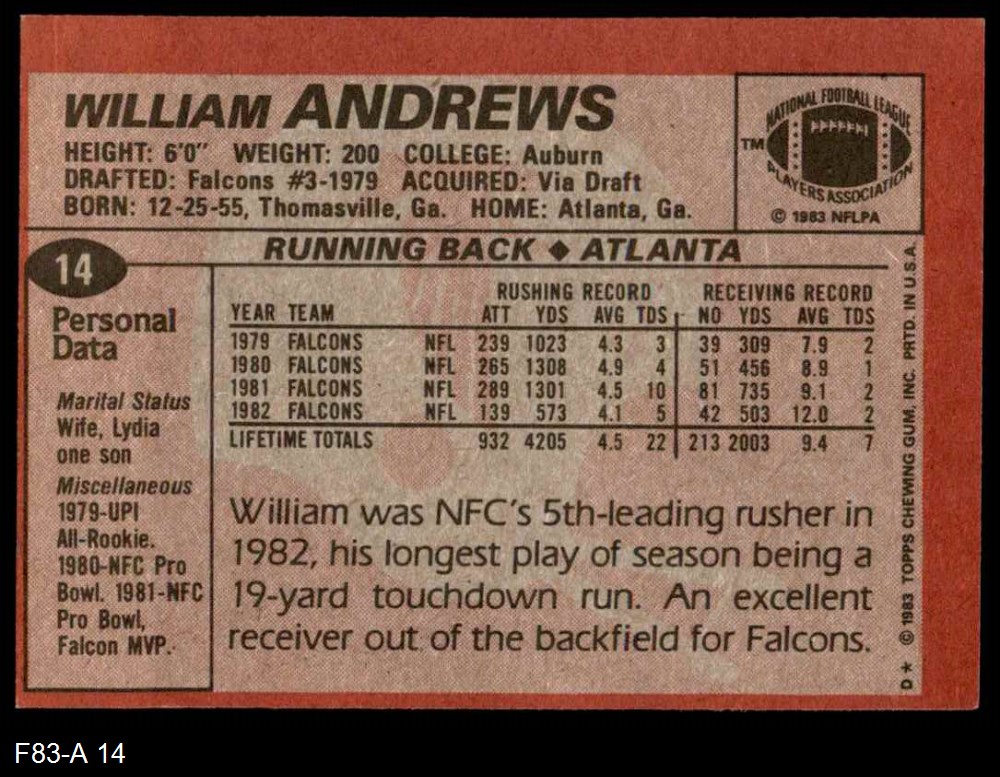 WILLIAM ANDREWS
HEIGHT: 6'0" WEIGHT: 200 COLLEGE: Auburn
DRAFTED: Falcons #3-1979 ACQUIRED: Via Draft
BORN: 12-25-55, Thomasville, Ga. HOME: Atlanta, Ga.
NATIONAL FOOTBALL LEAGUE
TM
PLAYERS ASSOCIATION
© 1983 NFLPA
RUNNING BACK ◆ ATLANTA
14
Personal
Data
Marital Status
Wife, Lydia
one son
Miscellaneous
1979-UPI
All-Rookie.
1980-NFC Pro
Bowl. 1981-NFC
Pro Bowl,
Falcon MVP.
RUSHING RECORD RECEIVING RECORD
YEAR TEAM ATT YDS AVG TDS NO YDS AVG TDS
1979 FALCONS NFL 239 1023 4.3 3 39 309 7.9 2
1980 FALCONS NFL 265 1308 4.9 4 51 456 8.9 1
1981 FALCONS NFL 289 1301 4.5 10 81 735 9.1 2
1982 FALCONS NFL 139 573 4.1 5 42 503 12.0 2
LIFETIME TOTALS 932 4205 4.5 22 213 2003 9.4 7
William was NFC's 5th-leading rusher in
1982, his longest play of season being a
19-yard touchdown run. An excellent
receiver out of the backfield for Falcons.
D* © 1983 TOPPS CHEWING GUM, INC. PRTD. IN U.S.A.
F83-A 14